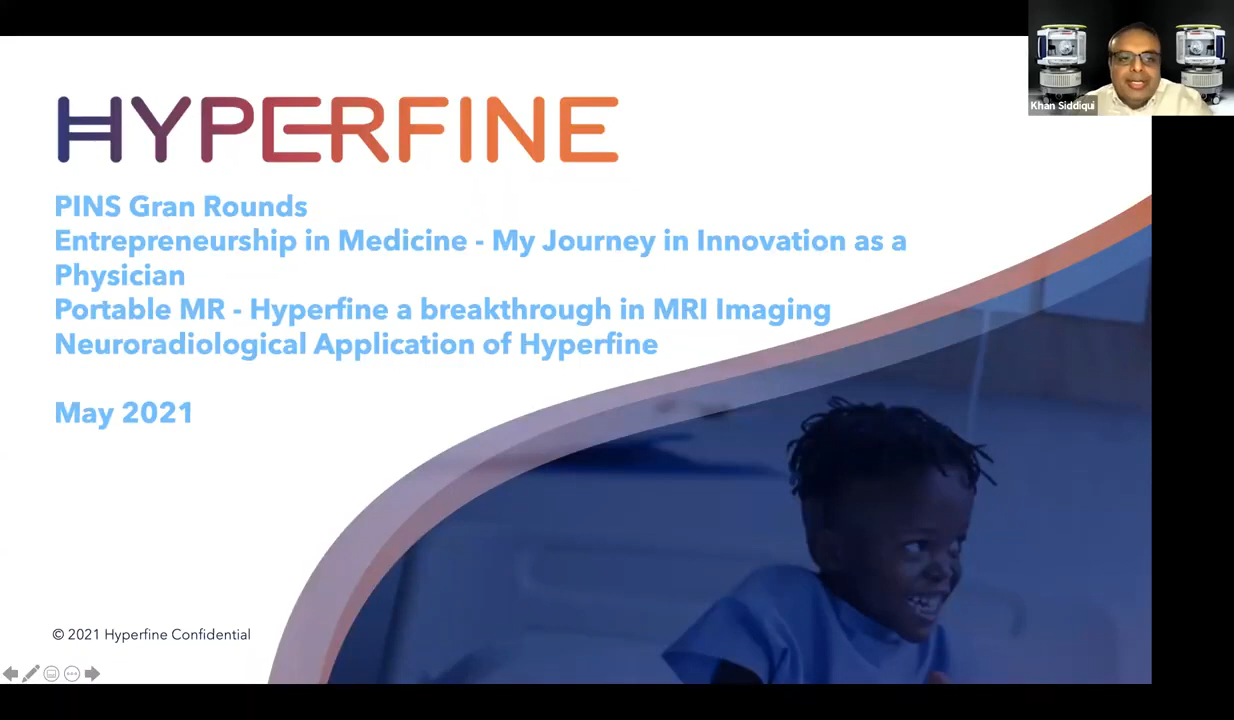 HYPERFINE
Khan Siddiqui
PINS Gran Rounds
Entrepreneurship in Medicine - My Journey in Innovation as a
Physician
Portable MR - Hyperfine a breakthrough in MRI Imaging
Neuroradiological Application of Hyperfine
May 2021
© 2021 Hyperfine Confidential